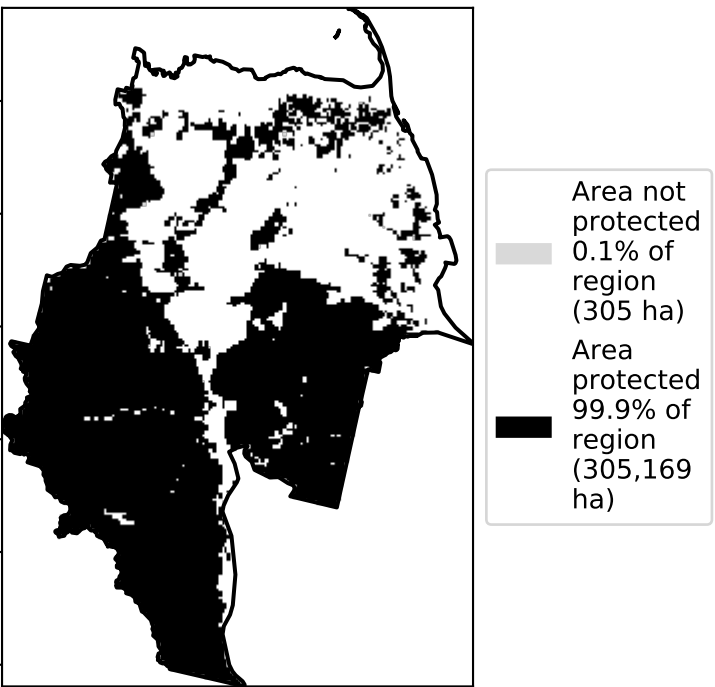 Area not
protected
0.1% of
region
(305 ha)
Area
protected
99.9% of
region
(305,169
ha)